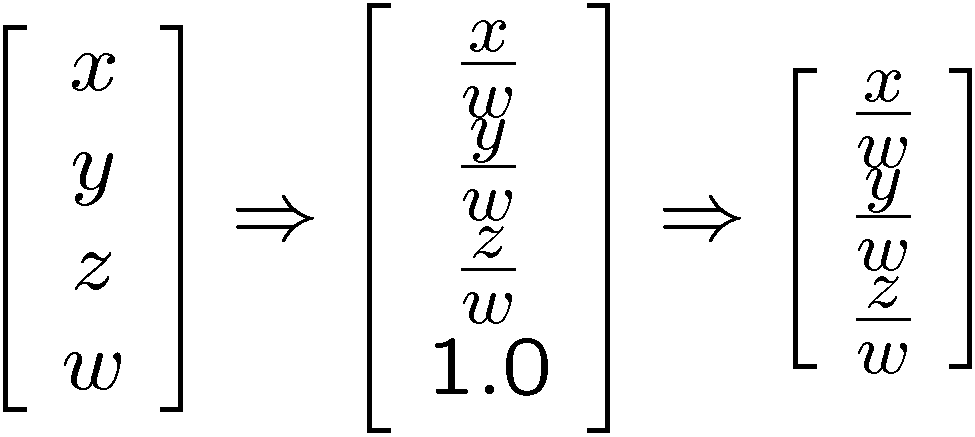 [x y z w] ⇒ [x/w y/w z/w 1.0] ⇒ [x/w y/w z/w]